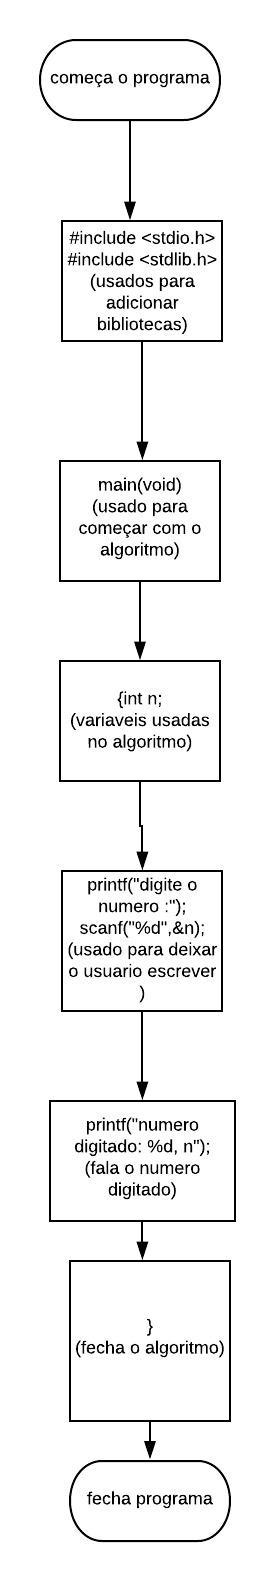 começa o programa
#include <stdio.h>
#include <stdlib.h>
(usados para
adicionar
bibliotecas)
main(void)
(usado para
começar com o
algoritmo)
{int n;
(variaveis usadas
no algoritmo)
printf("digite o
numero :");
scanf("%d",&n);
(usado para deixar
o usuario escrever
)
printf("numero
digitado: %d, n");
(fala o numero
digitado)
}
(fecha o algoritmo)
fecha programa